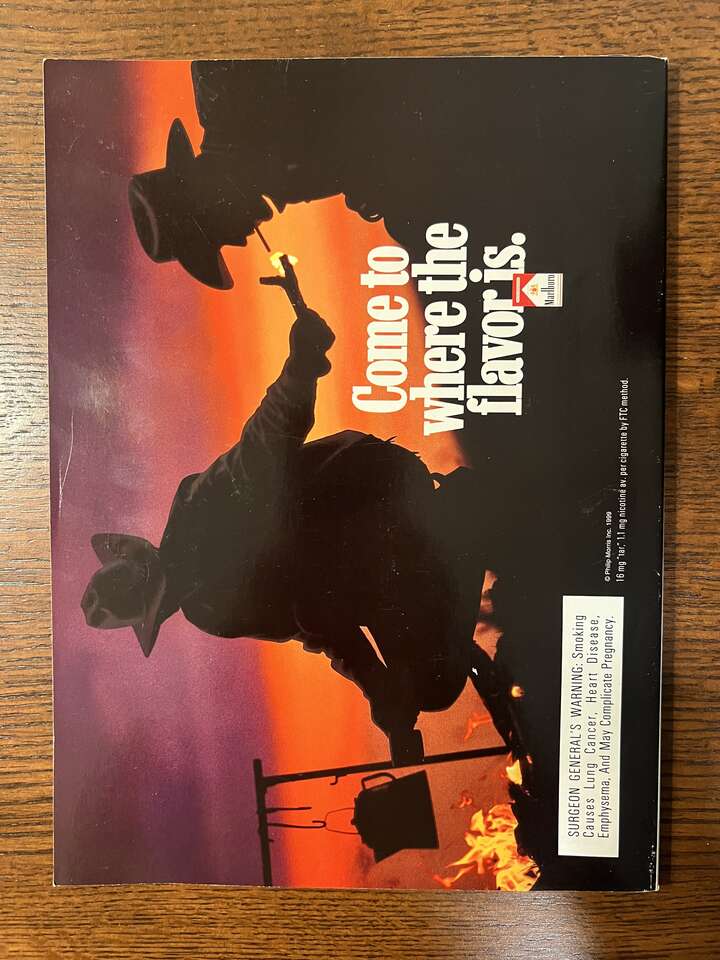 Come to
where the
flavor is.
Marlboro
© Philip Morris Inc. 1999
16 mg "tar," 1.1 mg nicotine av. per cigarette by FTC method.
SURGEON GENERAL'S WARNING: Smoking
Causes Lung Cancer, Heart Disease,
Emphysema, And May Complicate Pregnancy.